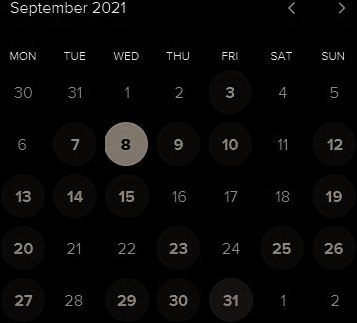 September 2021
MON TUE WED THU FRI SAT SUN
30 31 1 2 3 4 5
6 7 8 9 10 11 12
13 14 15 16 17 18 19
20 21 22 23 24 25 26
27 28 29 30 31 1 2